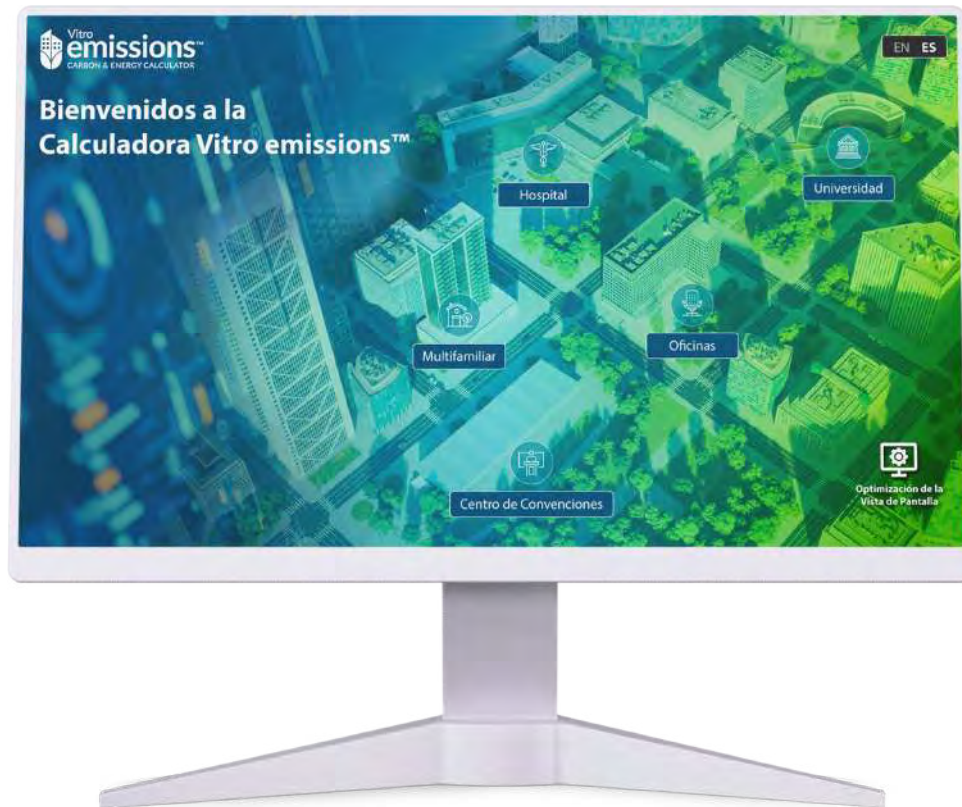 Vitro
emissions™
CARBON & ENERGY CALCULATOR
EN ES
Bienvenidos a la
Calculadora Vitro emissions™
Hospital
Universidad
Multifamiliar
Oficinas
Centro de Convenciones
Optimización de la
Vista de Pantalla